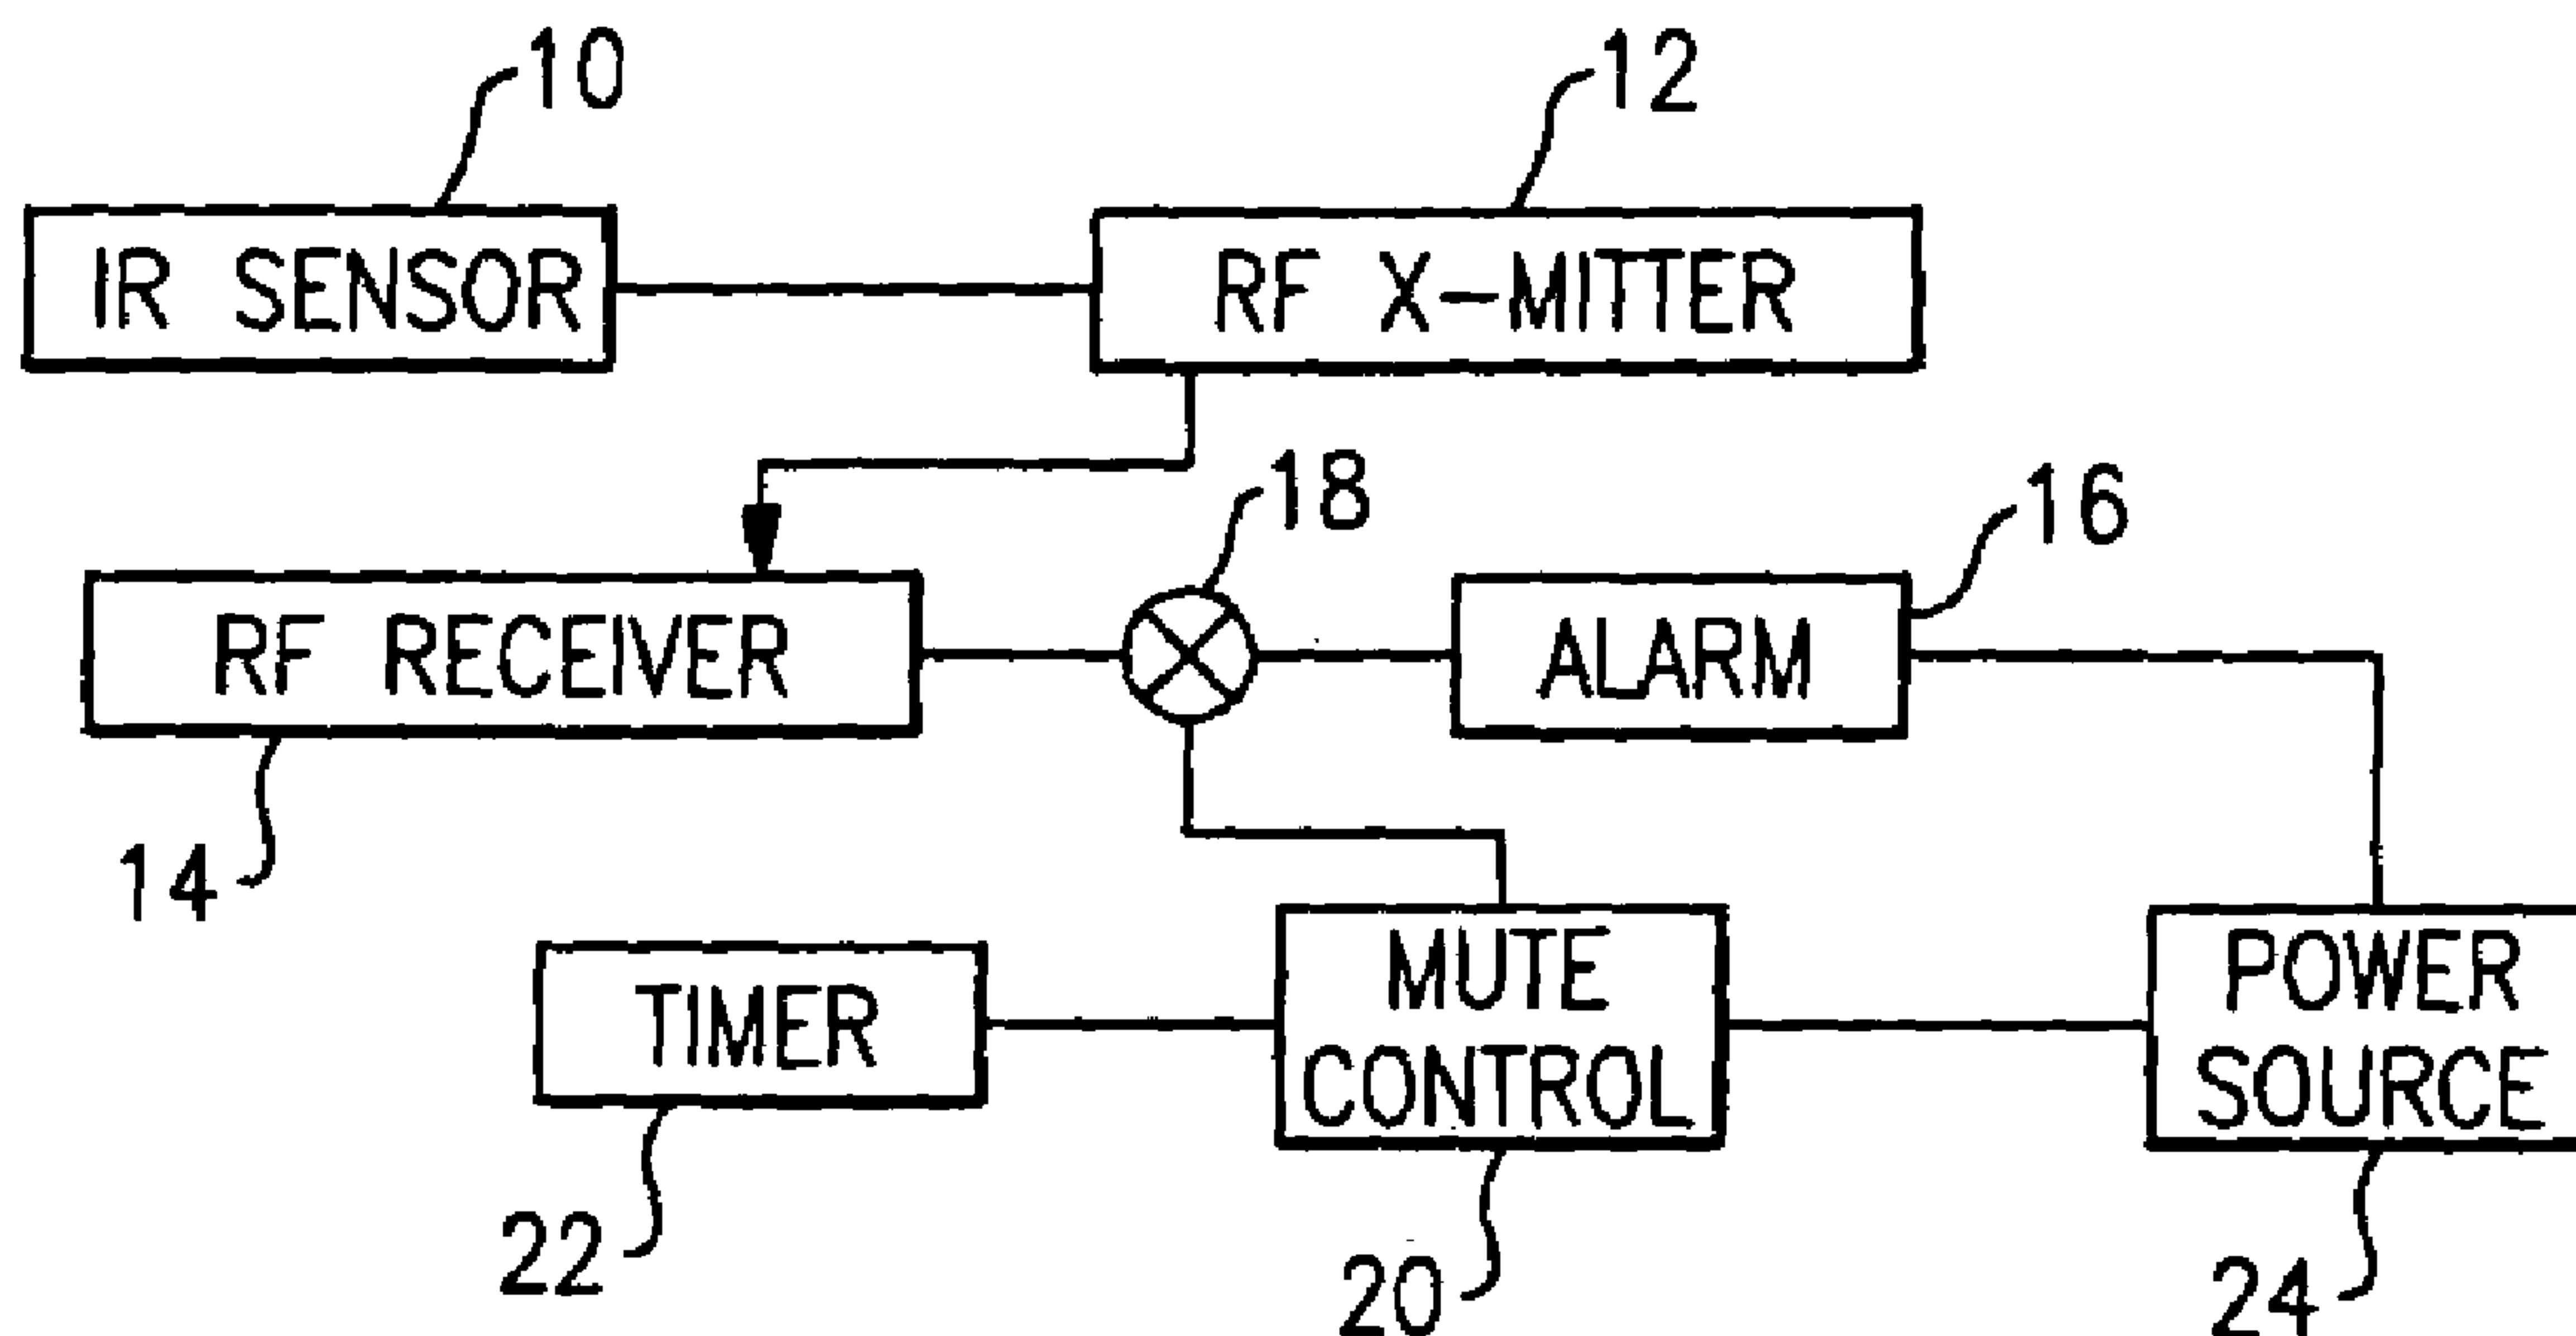 10
12
IR SENSOR
RF X-MITTER
18
16
RF RECEIVER
ALARM
14
TIMER
MUTE
CONTROL
POWER
SOURCE
22
20
24